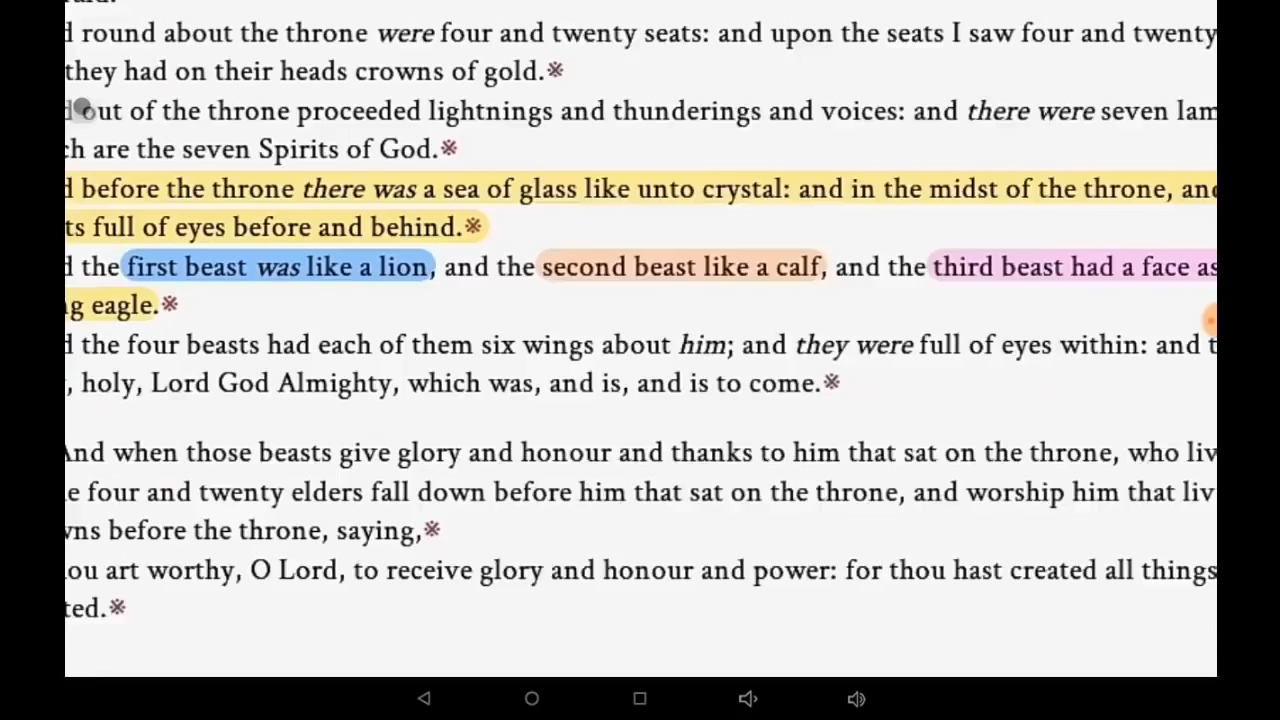 round about the throne were four and twenty seats: and upon the seats I saw four and twenty
they had on their heads crowns of gold.※
out of the throne proceeded lightnings and thunderings and voices: and there were seven lam
ch are the seven Spirits of God.※
d before the throne there was a sea of glass like unto crystal: and in the midst of the throne, and
ts full of eyes before and behind.※
d the first beast was like a lion, and the second beast like a calf, and the third beast had a face as
ng eagle.※
d the four beasts had each of them six wings about him; and they were full of eyes within: and t
, holy, Lord God Almighty, which was, and is, and is to come.※
And when those beasts give glory and honour and thanks to him that sat on the throne, who liv
e four and twenty elders fall down before him that sat on the throne, and worship him that liv
wns before the throne, saying,※
ou art worthy, O Lord, to receive glory and honour and power: for thou hast created all things
ted.※